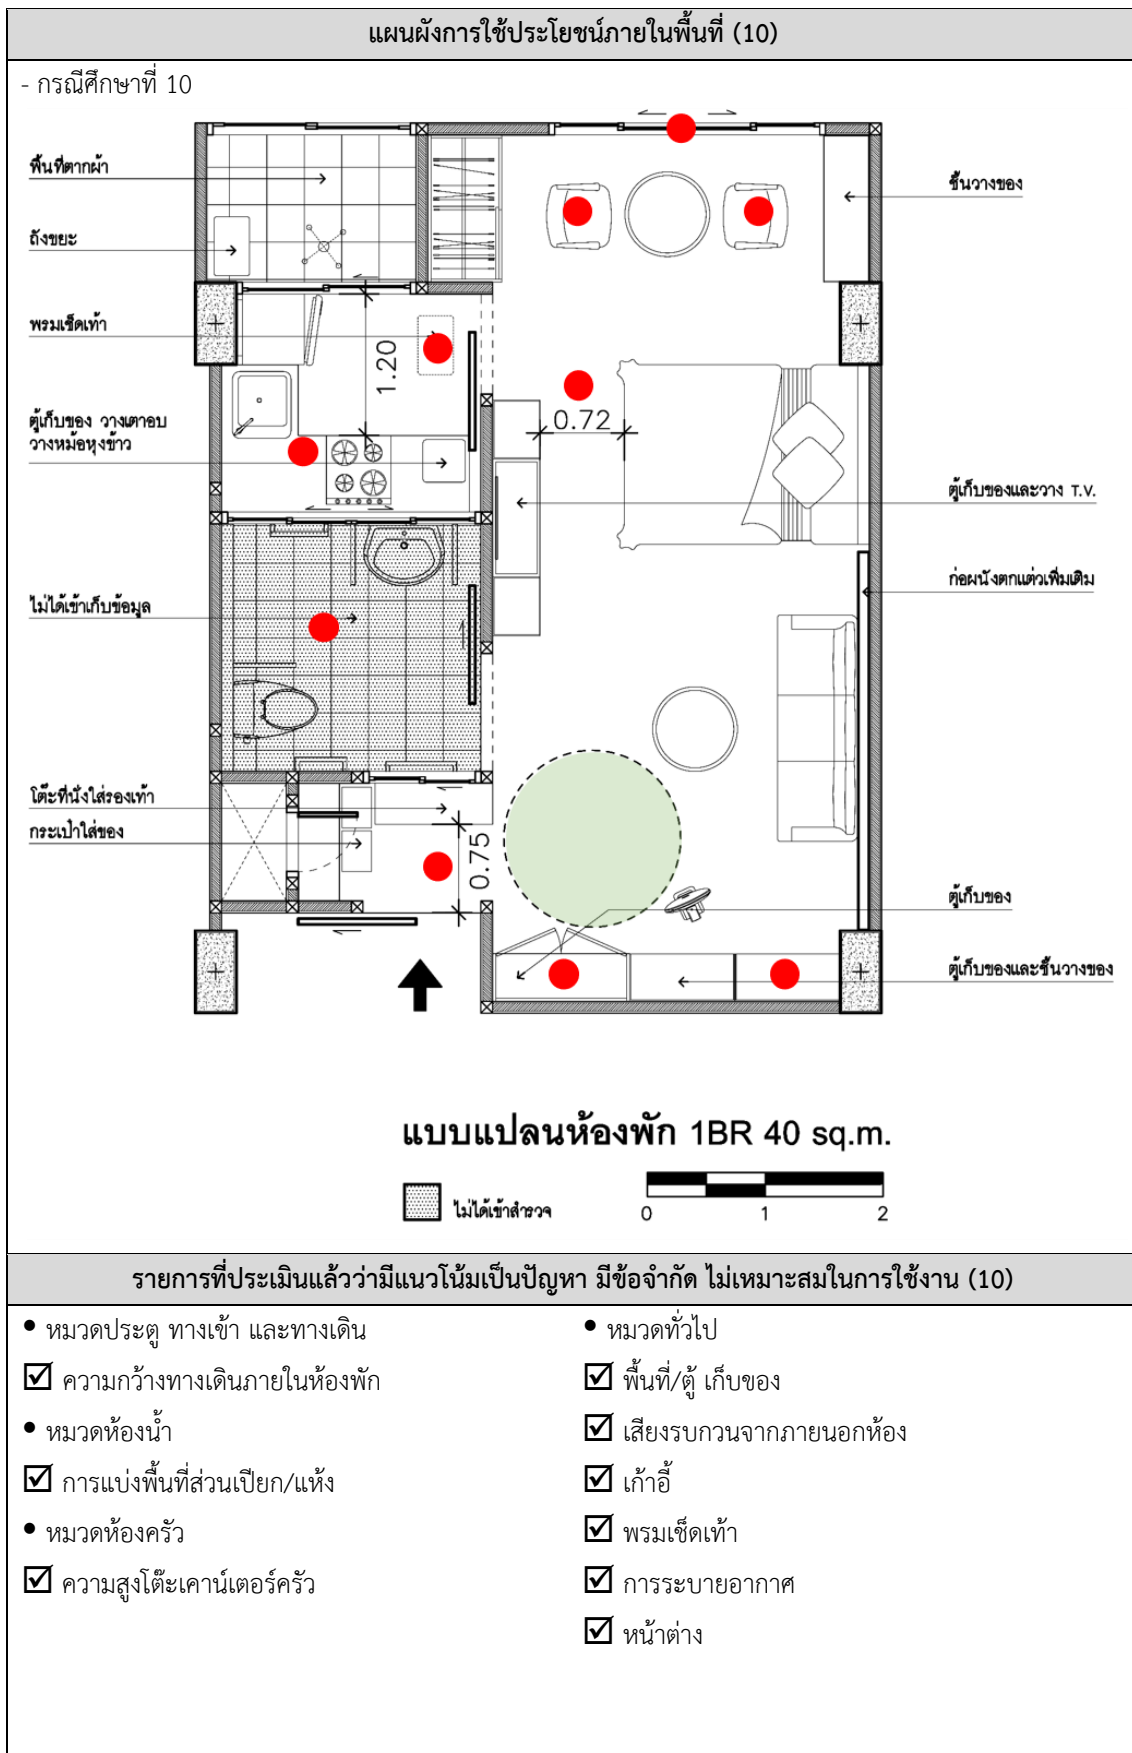 แผนผังการใช้ประโยชน์ภายในพื้นที่ (10)
- กรณีศึกษาที่ 10
พื้นที่ตากผ้า
ชั้นวางของ
ถังขยะ
พรมเช็ดเท้า
1.20
ตู้เก็บของ วางเตาอบ
วางหม้อหุงข้าว
0.72
ตู้เก็บของและวาง T.V.
ก่อผนังตกแต่วเพิ่มเติม
ไม่ได้เข้าเก็บข้อมูล
โต๊ะที่นั่งใส่รองเท้า
กระเป๋าใส่ของ
0.75
ตู้เก็บของ
ตู้เก็บของและชั้นวางของ
แบบแปลนห้องพัก 1BR 40 sq.m.
ไม่ได้เข้าสำรวจ
0 1 2
รายการที่ประเมินแล้วว่ามีแนวโน้มเป็นปัญหา มีข้อจำกัด ไม่เหมาะสมในการใช้งาน (10)
• หมวดประตู ทางเข้า และทางเดิน
☑ ความกว้างทางเดินภายในห้องพัก
• หมวดห้องน้ำ
☑ การแบ่งพื้นที่ส่วนเปียก/แห้ง
• หมวดห้องครัว
☑ ความสูงโต๊ะเคาน์เตอร์ครัว
• หมวดทั่วไป
☑ พื้นที่/ตู้ เก็บของ
☑ เสียงรบกวนจากภายนอกห้อง
☑ เก้าอี้
☑ พรมเช็ดเท้า
☑ การระบายอากาศ
☑ หน้าต่าง